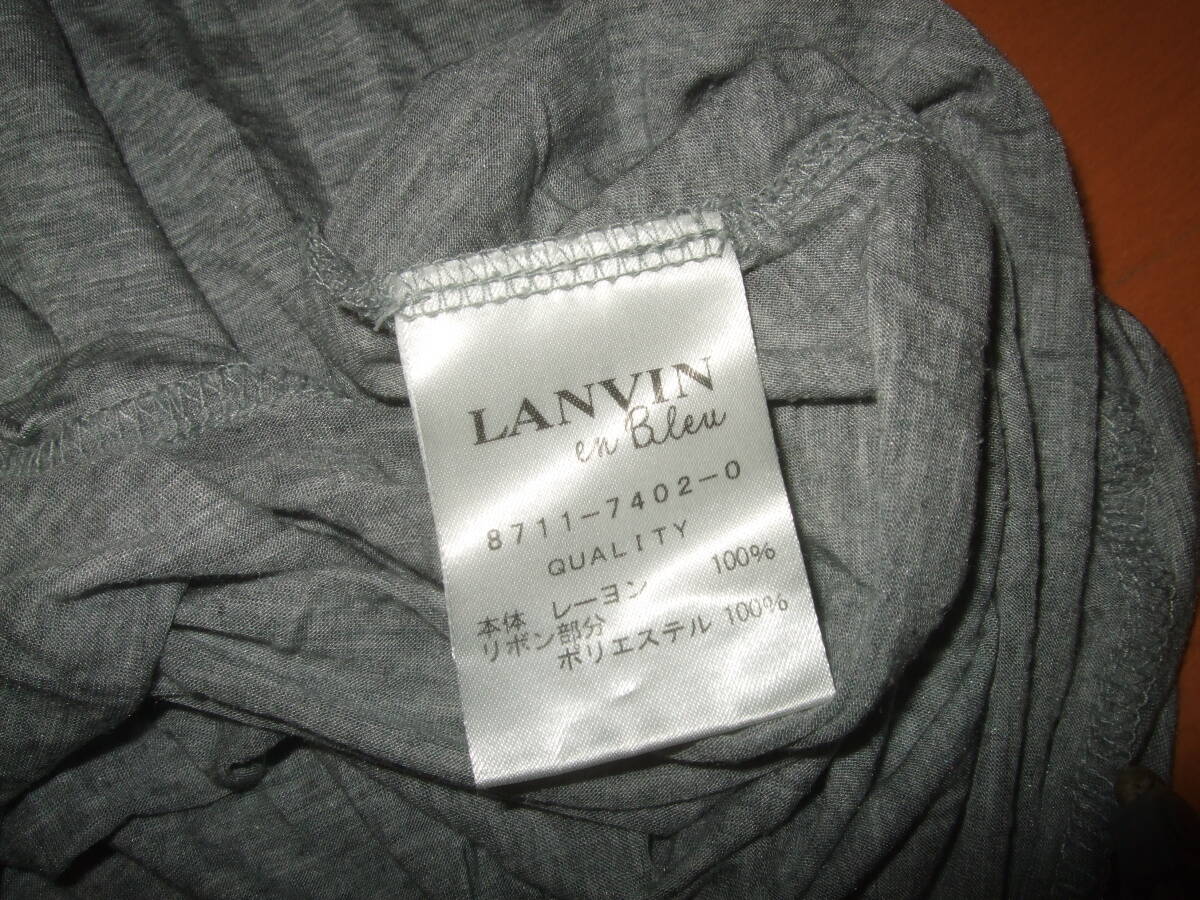 LANVIN
en Bleu
8711-7402-0
QUALITY
本体 レーヨン 100%
リボン部分
ポリエステル 100%